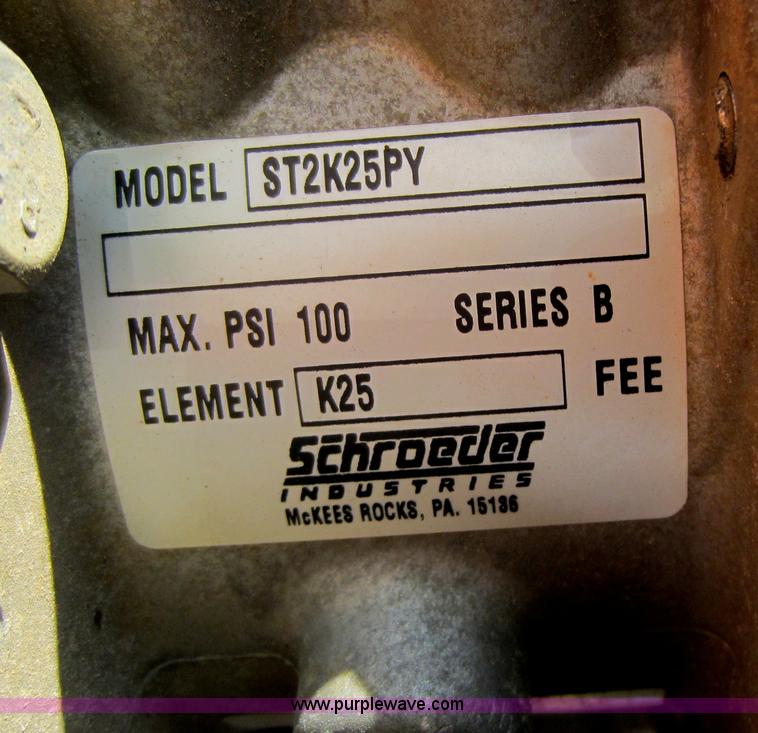 MODEL ST2K25PY
MAX. PSI 100 SERIES B
ELEMENT K25 FEE
Schroeder
INDUSTRIES
McKEES ROCKS, PA. 15136
www.purplewave.com